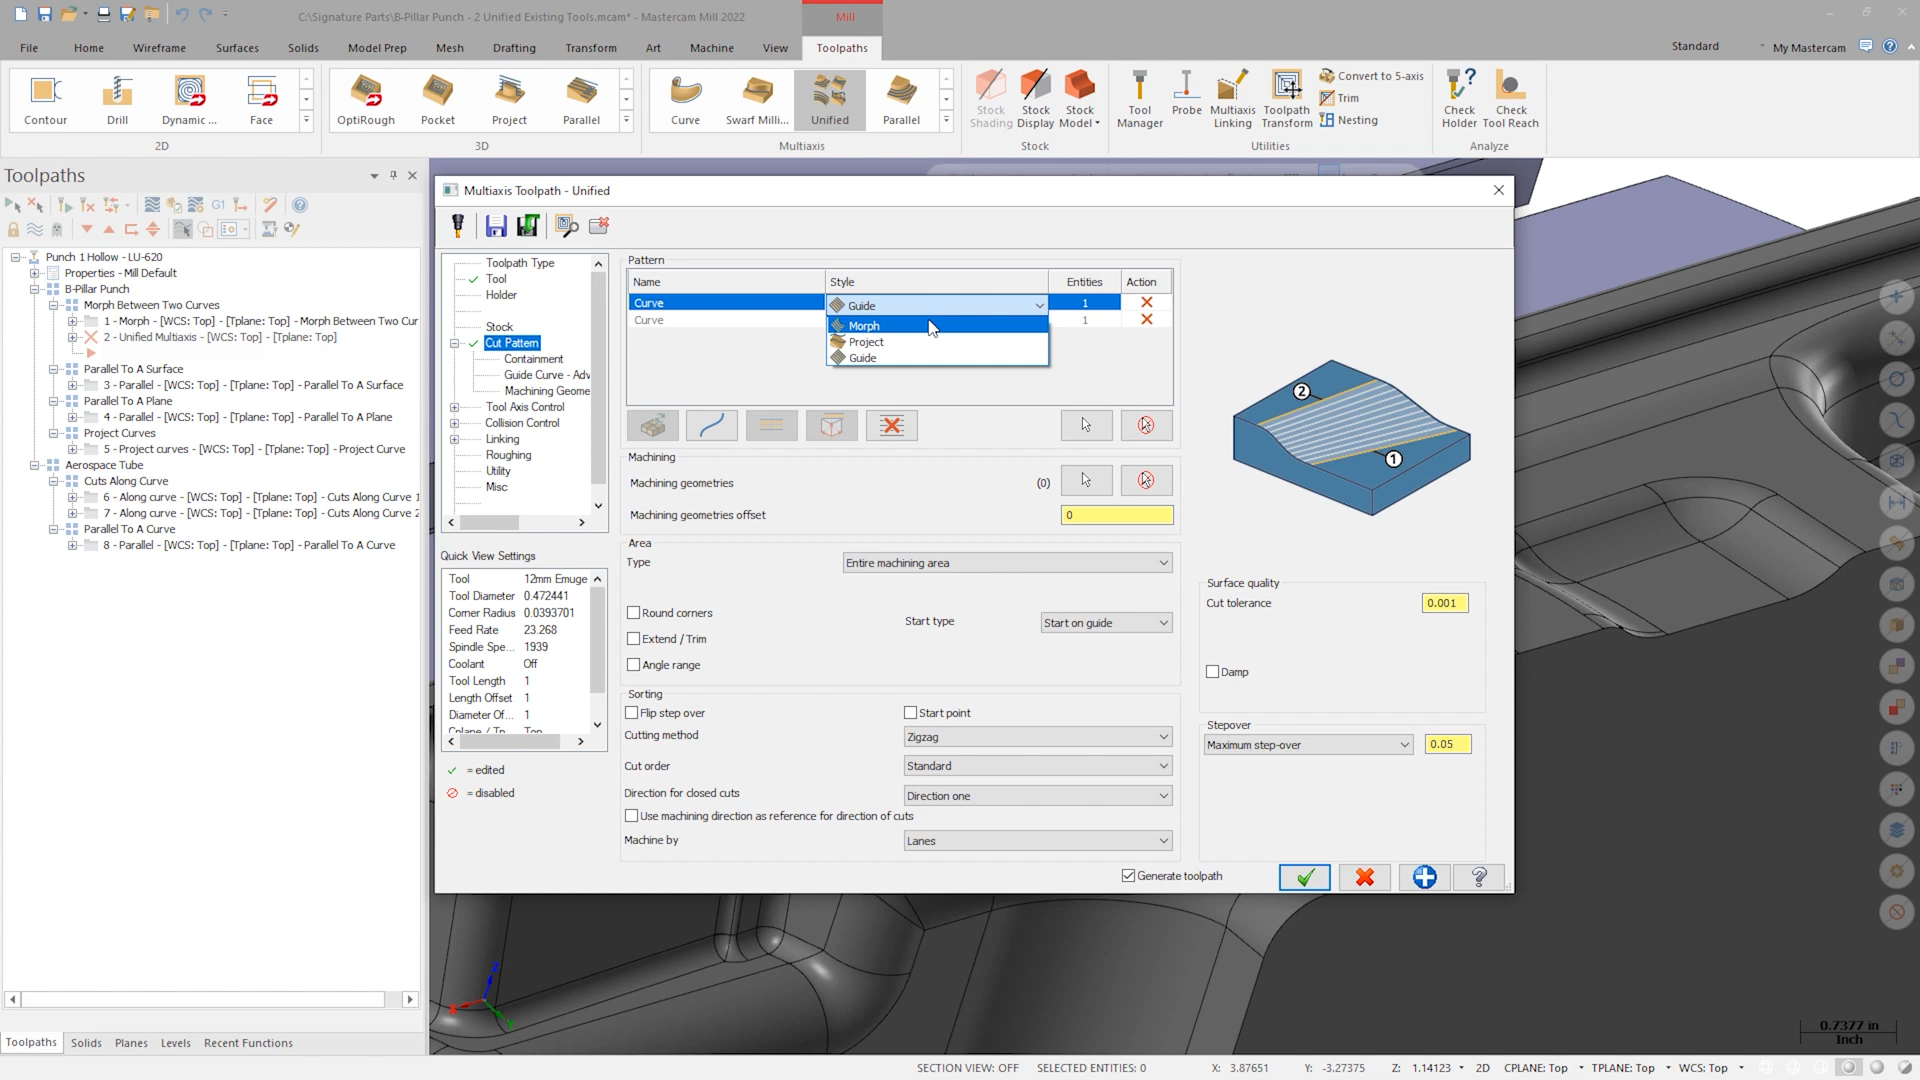 C:\Signature Parts\B-Pillar Punch - 2 Unified Existing Tools.mcam* - Mastercam Mill 2022
Mill
File Home Wireframe Surfaces Solids Model Prep Mesh Drafting Transform Art Machine View Toolpaths
Standard My Mastercam
Contour Drill Dynamic ... Face
2D
OptiRough Pocket Project Parallel
3D
Curve Swarf Milli... Unified Parallel
Multiaxis
Stock Shading
Stock Display
Stock Model
Stock
Tool Manager
Probe
Multiaxis Linking
Toolpath Transform
Convert to 5-axis
Trim
Nesting
Utilities
Check Holder
Check Tool Reach
Analyze
Toolpaths
G1
Punch 1 Hollow - LU-620
Properties - Mill Default
B-Pillar Punch
Morph Between Two Curves
1 - Morph - [WCS: Top] - [Tplane: Top] - Morph Between Two Cur
2 - Unified Multiaxis - [WCS: Top] - [Tplane: Top]
Parallel To A Surface
3 - Parallel - [WCS: Top] - [Tplane: Top] - Parallel To A Surface
Parallel To A Plane
4 - Parallel - [WCS: Top] - [Tplane: Top] - Parallel To A Plane
Project Curves
5 - Project curves - [WCS: Top] - [Tplane: Top] - Project Curve
Aerospace Tube
Cuts Along Curve
6 - Along curve - [WCS: Top] - [Tplane: Top] - Cuts Along Curve 1
7 - Along curve - [WCS: Top] - [Tplane: Top] - Cuts Along Curve 2
Parallel To A Curve
8 - Parallel - [WCS: Top] - [Tplane: Top] - Parallel To A Curve
Multiaxis Toolpath - Unified
Toolpath Type
Tool
Holder
Stock
Cut Pattern
Containment
Guide Curve - Adv
Machining Geome
Tool Axis Control
Collision Control
Linking
Roughing
Utility
Misc
Quick View Settings
Tool 12mm Emuge
Tool Diameter 0.472441
Corner Radius 0.0393701
Feed Rate 23.268
Spindle Spe... 1939
Coolant Off
Tool Length 1
Length Offset 1
Diameter Of... 1
Cplane / Tp Top
= edited
= disabled
Pattern
Name Style Entities Action
Curve Guide 1
Curve 1
Morph
Project
Guide
Machining
Machining geometries (0)
Machining geometries offset 0
Area
Type Entire machining area
Round corners
Start type Start on guide
Extend / Trim
Angle range
Sorting
Flip step over Start point
Cutting method Zigzag
Cut order Standard
Direction for closed cuts Direction one
Use machining direction as reference for direction of cuts
Machine by Lanes
2
1
Surface quality
Cut tolerance 0.001
Damp
Stepover
Maximum step-over 0.05
Generate toolpath
Z
X
Y
0.7377 in
Inch
Toolpaths Solids Planes Levels Recent Functions
SECTION VIEW: OFF SELECTED ENTITIES: 0 X: 3.87651 Y: -3.27375 Z: 1.14123 2D CPLANE: Top TPLANE: Top WCS: Top